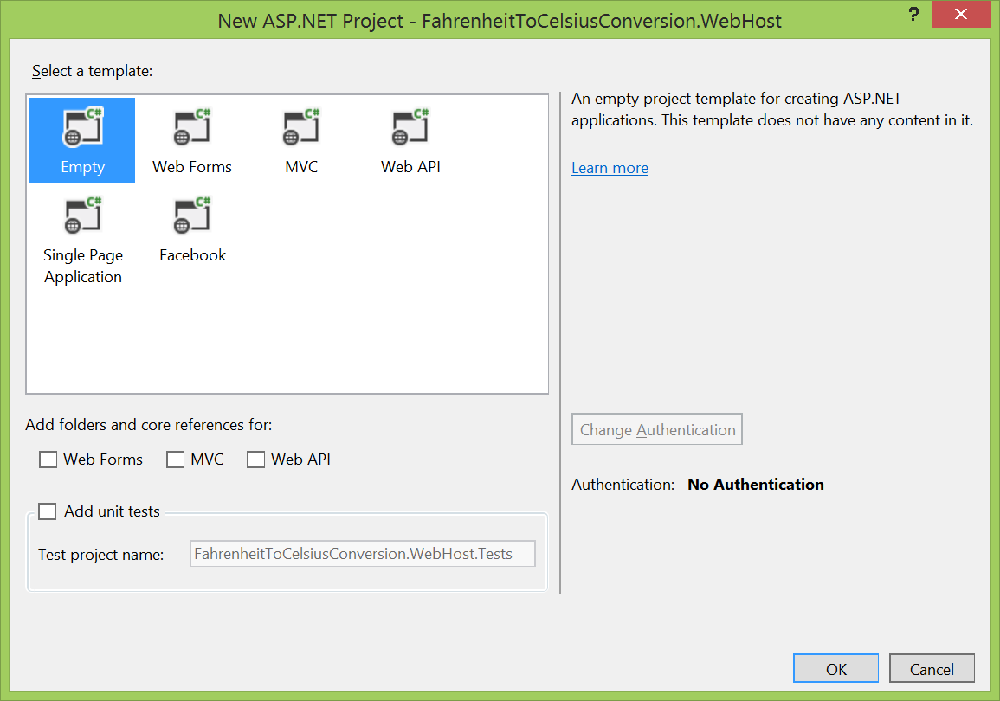 New ASP.NET Project - FahrenheitToCelsiusConversion.WebHost
?
Select a template:
C# C# C# C#
Empty Web Forms MVC Web API
C# C#
Single Page Facebook
Application
An empty project template for creating ASP.NET
applications. This template does not have any content in it.
Learn more
Add folders and core references for:
Web Forms MVC Web API
Add unit tests
Test project name: FahrenheitToCelsiusConversion.WebHost.Tests
Change Authentication
Authentication: No Authentication
OK Cancel